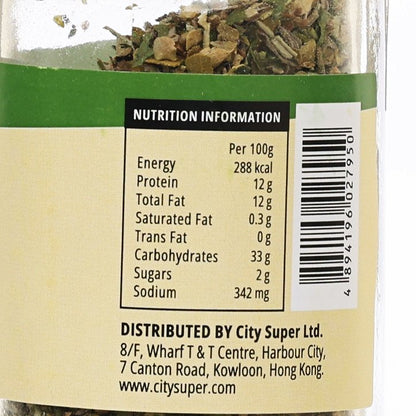 NUTRITION INFORMATION
Per 100g
Energy 288 kcal
Protein 12 g
Total Fat 12 g
Saturated Fat 0.3 g
Trans Fat 0 g
Carbohydrates 33 g
Sugars 2 g
Sodium 342 mg
4 894196 027950
DISTRIBUTED BY City Super Ltd.
8/F, Wharf T & T Centre, Harbour City,
7 Canton Road, Kowloon, Hong Kong.
www.citysuper.com